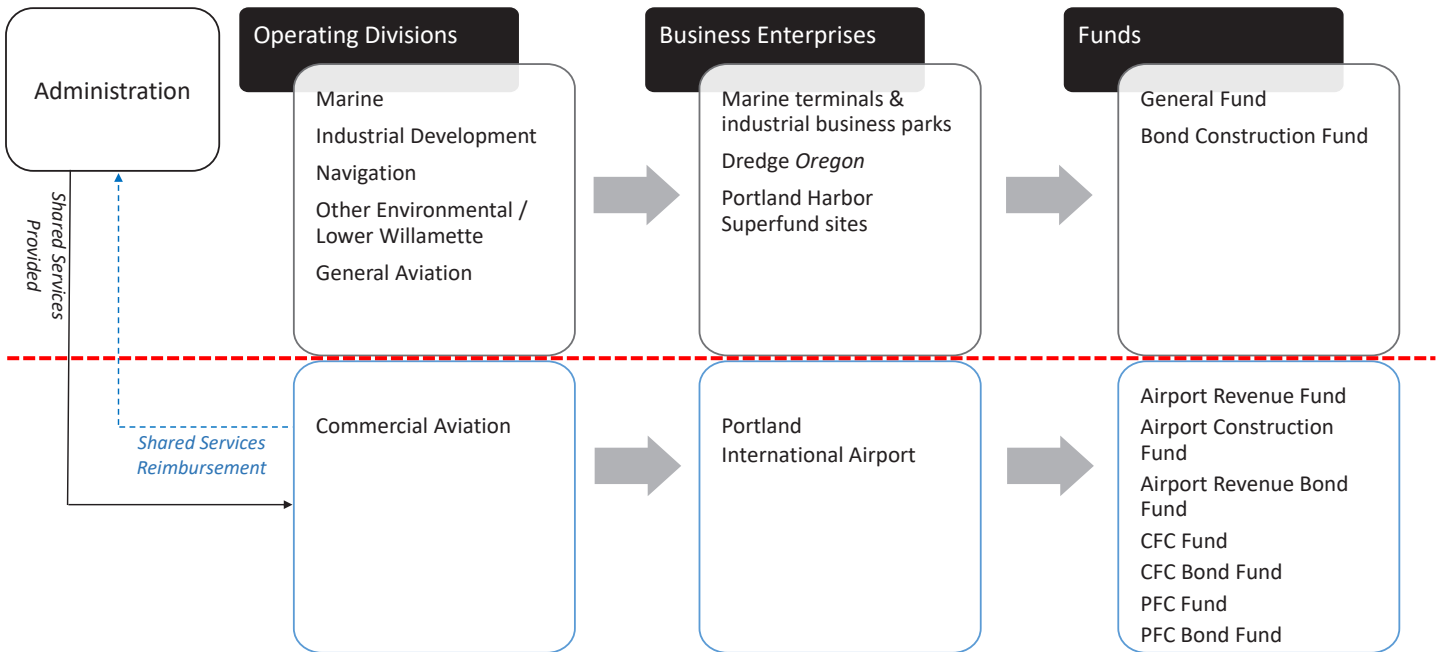 Administration
Shared Services
Provided
Operating Divisions
Marine
Industrial Development
Navigation
Other Environmental /
Lower Willamette
General Aviation
Business Enterprises
Marine terminals &
industrial business parks
Dredge Oregon
Portland Harbor
Superfund sites
Funds
General Fund
Bond Construction Fund
Shared Services
Reimbursement
Commercial Aviation
Portland
International Airport
Airport Revenue Fund
Airport Construction
Fund
Airport Revenue Bond
Fund
CFC Fund
CFC Bond Fund
PFC Fund
PFC Bond Fund